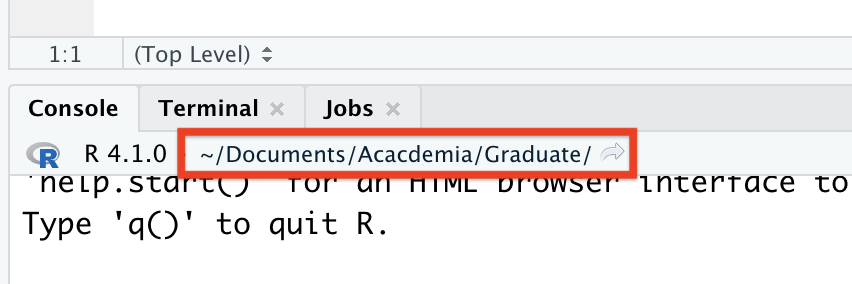 1:1 (Top Level)
Console Terminal Jobs
R R 4.1.0 ~/Documents/Acacdemia/Graduate/
'help.start()' for an HTML browser interface to
Type 'q()' to quit R.